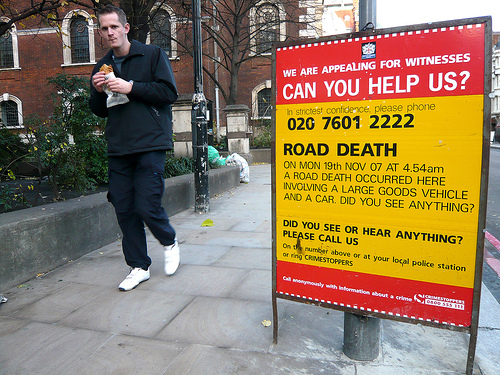 WE ARE APPEALING FOR WITNESSES
CAN YOU HELP US?
In strictest confidence, please phone
020 7601 2222
ROAD DEATH
ON MON 19th NOV 07 AT 4.54am
A ROAD DEATH OCCURRED HERE
INVOLVING A LARGE GOODS VEHICLE
AND A CAR. DID YOU SEE ANYTHING?
DID YOU SEE OR HEAR ANYTHING?
PLEASE CALL US
On the number above or at your local police station
or ring CRIMESTOPPERS
Call anonymously with information about a crime
CRIMESTOPPERS
0800 555 111